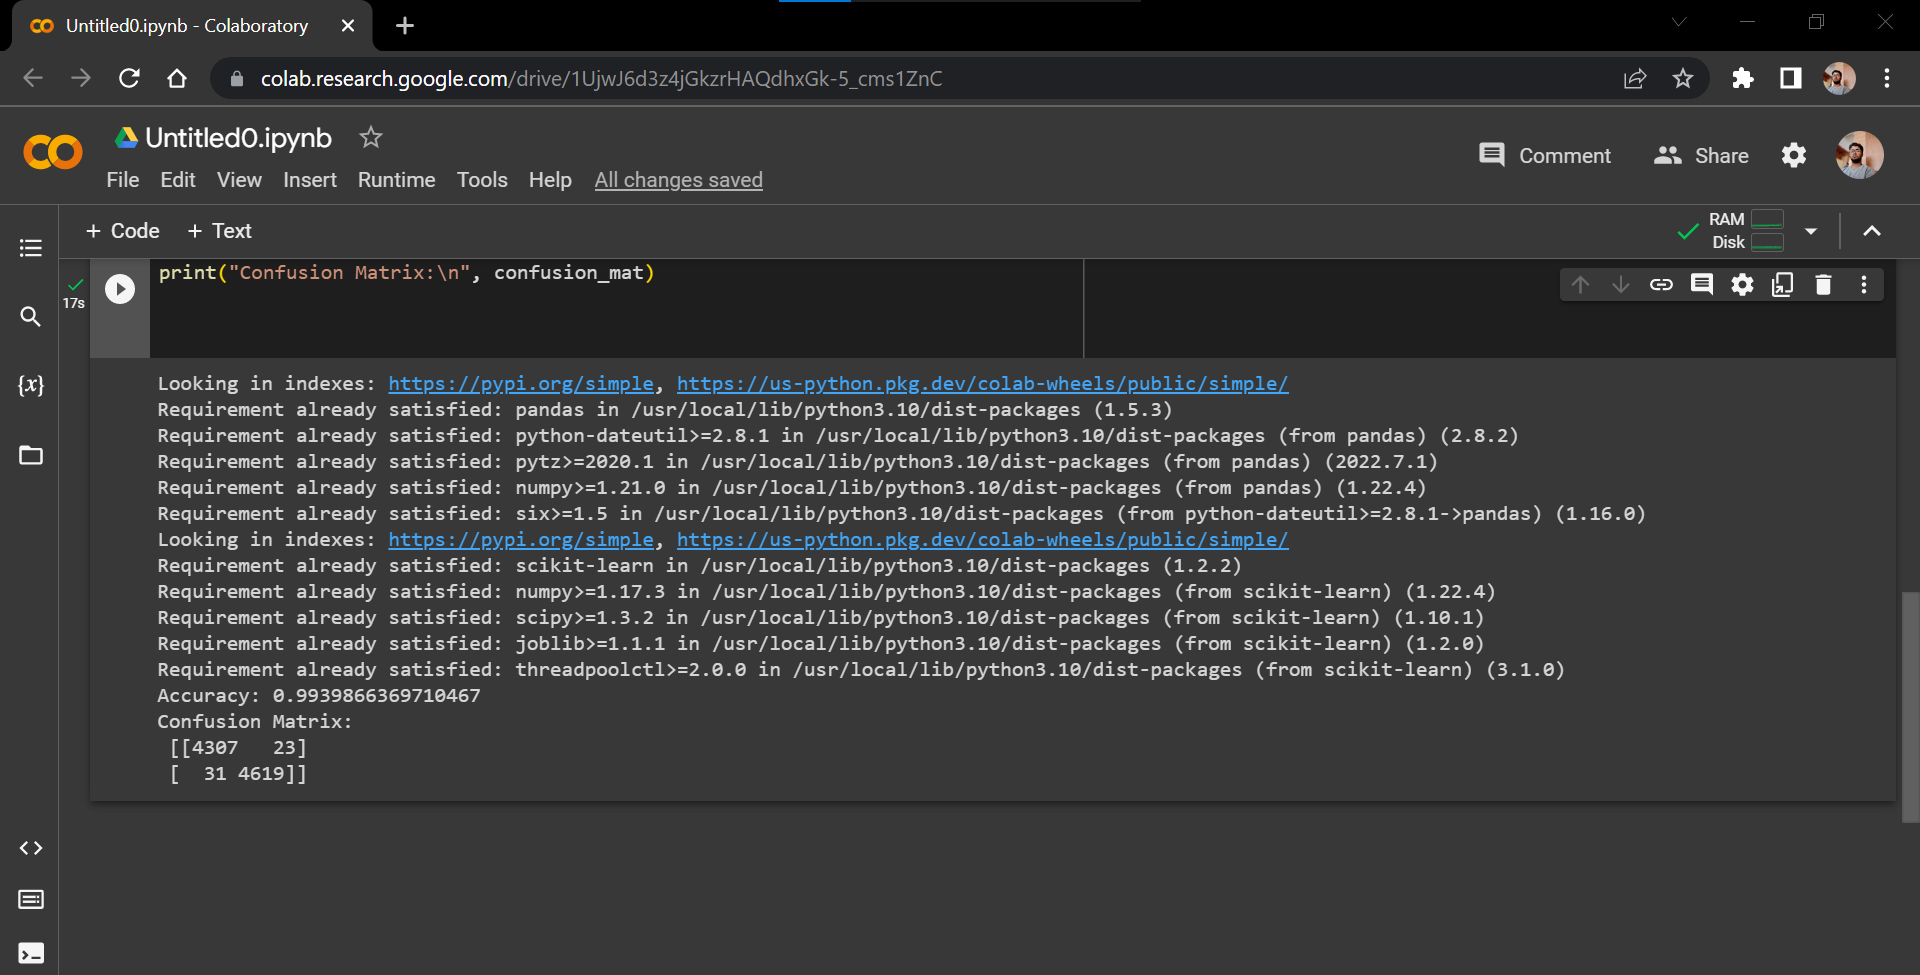 Untitled0.ipynb - Colaboratory
colab.research.google.com/drive/1UjwJ6d3z4jGkzrHAQdhxGk-5_cms1ZnC
Untitled0.ipynb
Comment Share
File Edit View Insert Runtime Tools Help All changes saved
+ Code + Text
RAM
Disk
17s
print("Confusion Matrix:\n", confusion_mat)
{x}
Looking in indexes: https://pypi.org/simple, https://us-python.pkg.dev/colab-wheels/public/simple/
Requirement already satisfied: pandas in /usr/local/lib/python3.10/dist-packages (1.5.3)
Requirement already satisfied: python-dateutil>=2.8.1 in /usr/local/lib/python3.10/dist-packages (from pandas) (2.8.2)
Requirement already satisfied: pytz>=2020.1 in /usr/local/lib/python3.10/dist-packages (from pandas) (2022.7.1)
Requirement already satisfied: numpy>=1.21.0 in /usr/local/lib/python3.10/dist-packages (from pandas) (1.22.4)
Requirement already satisfied: six>=1.5 in /usr/local/lib/python3.10/dist-packages (from python-dateutil>=2.8.1->pandas) (1.16.0)
Looking in indexes: https://pypi.org/simple, https://us-python.pkg.dev/colab-wheels/public/simple/
Requirement already satisfied: scikit-learn in /usr/local/lib/python3.10/dist-packages (1.2.2)
Requirement already satisfied: numpy>=1.17.3 in /usr/local/lib/python3.10/dist-packages (from scikit-learn) (1.22.4)
Requirement already satisfied: scipy>=1.3.2 in /usr/local/lib/python3.10/dist-packages (from scikit-learn) (1.10.1)
Requirement already satisfied: joblib>=1.1.1 in /usr/local/lib/python3.10/dist-packages (from scikit-learn) (1.2.0)
Requirement already satisfied: threadpoolctl>=2.0.0 in /usr/local/lib/python3.10/dist-packages (from scikit-learn) (3.1.0)
Accuracy: 0.9939866369710467
Confusion Matrix:
[[4307   23]
[  31 4619]]